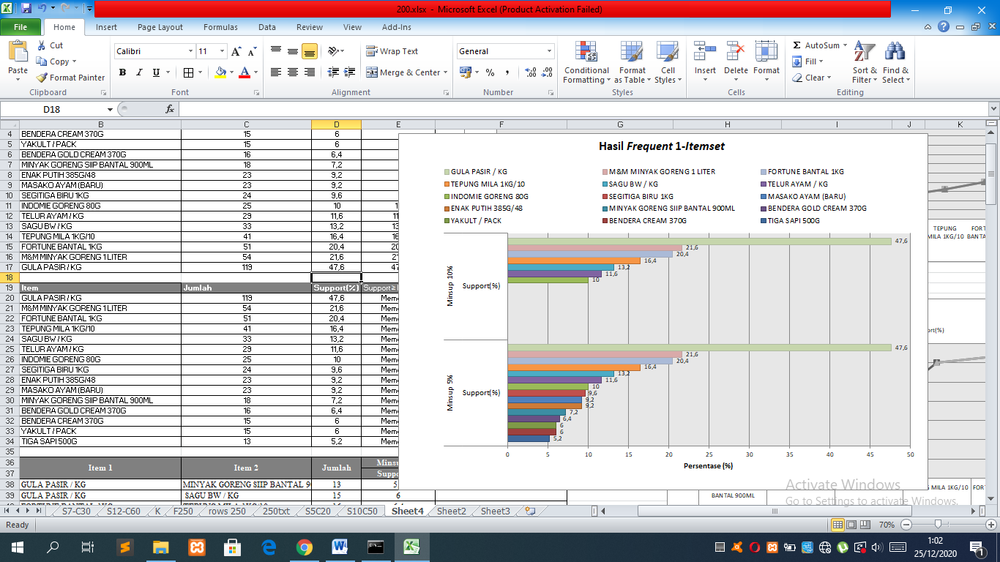 200.xlsx - Microsoft Excel (Product Activation Failed)
File Home Insert Page Layout Formulas Data Review View Add-Ins
Paste
Cut
Copy
Format Painter
Clipboard
Calibri 11
B I U
Font
Wrap Text
Merge & Center
Alignment
General
Number
Conditional Formatting
Format as Table
Cell Styles
Styles
Insert Delete Format
Cells
AutoSum
Fill
Clear
Sort & Filter
Find & Select
Editing
D18 fx
B C D E F G H I J K
4 BENDERA CREAM 370G 15 6
5 YAKULT / PACK 15 6
6 BENDERA GOLD CREAM 370G 16 6,4
7 MINYAK GORENG SIIP BANTAL 900ML 18 7,2
8 ENAK PUTIH 385G/48 23 9,2
9 MASAKO AYAM (BARU) 23 9,2
10 SEGITIGA BIRU 1KG 24 9,6
11 INDOMIE GORENG 80G 25 10 1
12 TELUR AYAM / KG 29 11,6 11
13 SAGU BW / KG 33 13,2 13
14 TEPUNG MILA 1KG/10 41 16,4 16
15 FORTUNE BANTAL 1KG 51 20,4 20
16 M&M MINYAK GORENG 1 LITER 54 21,6 21
17 GULA PASIR / KG 119 47,6 47
18
19 Item Jumlah Support(%) Support ≥
20 GULA PASIR / KG 119 47,6 Mem
21 M&M MINYAK GORENG 1 LITER 54 21,6 Mem
22 FORTUNE BANTAL 1KG 51 20,4 Mem
23 TEPUNG MILA 1KG/10 41 16,4 Mem
24 SAGU BW / KG 33 13,2 Mem
25 TELUR AYAM / KG 29 11,6 Mem
26 INDOMIE GORENG 80G 25 10 Mem
27 SEGITIGA BIRU 1KG 24 9,6 Mem
28 ENAK PUTIH 385G/48 23 9,2 Mem
29 MASAKO AYAM (BARU) 23 9,2 Mem
30 MINYAK GORENG SIIP BANTAL 900ML 18 7,2 Mem
31 BENDERA GOLD CREAM 370G 16 6,4 Mem
32 BENDERA CREAM 370G 15 6 Mem
33 YAKULT / PACK 15 6 Mem
34 TIGA SAPI 500G 13 5,2 Mem
35
36 Item 1 Item 2 Jumlah Minsu
37 Suppo
38 GULA PASIR / KG MINYAK GORENG SIIP BANTAL 9 13 5,
39 GULA PASIR / KG SAGU BW / KG 15 6
Hasil Frequent 1-Itemset
GULA PASIR / KG M&M MINYAK GORENG 1 LITER FORTUNE BANTAL 1KG
TEPUNG MILA 1KG/10 SAGU BW / KG TELUR AYAM / KG
INDOMIE GORENG 80G SEGITIGA BIRU 1KG MASAKO AYAM (BARU)
ENAK PUTIH 385G/48 MINYAK GORENG SIIP BANTAL 900ML BENDERA GOLD CREAM 370G
YAKULT / PACK BENDERA CREAM 370G TIGA SAPI 500G
Minsup 10%
Support(%)
47,6
21,6
20,4
16,4
13,2
11,6
10
Minsup 5%
Support(%)
47,6
21,6
20,4
16,4
13,2
11,6
10
9,6
9,2
9,2
7,2
6,4
6
6
5,2
0 5 10 15 20 25 30 35 40 45 50
Persentase (%)
TEPUNG FORT
MILA 1KG/10 BANTA
ort(%)
MILA 1KG/10 FOR
BANTAL 900ML
Activate Windows
Go to Settings to activate Windows.
S7-C30 S12-C60 K F250 rows 250 250txt S5C20 S10C50 Sheet4 Sheet2 Sheet3
Ready 70%
1:02
25/12/2020
1